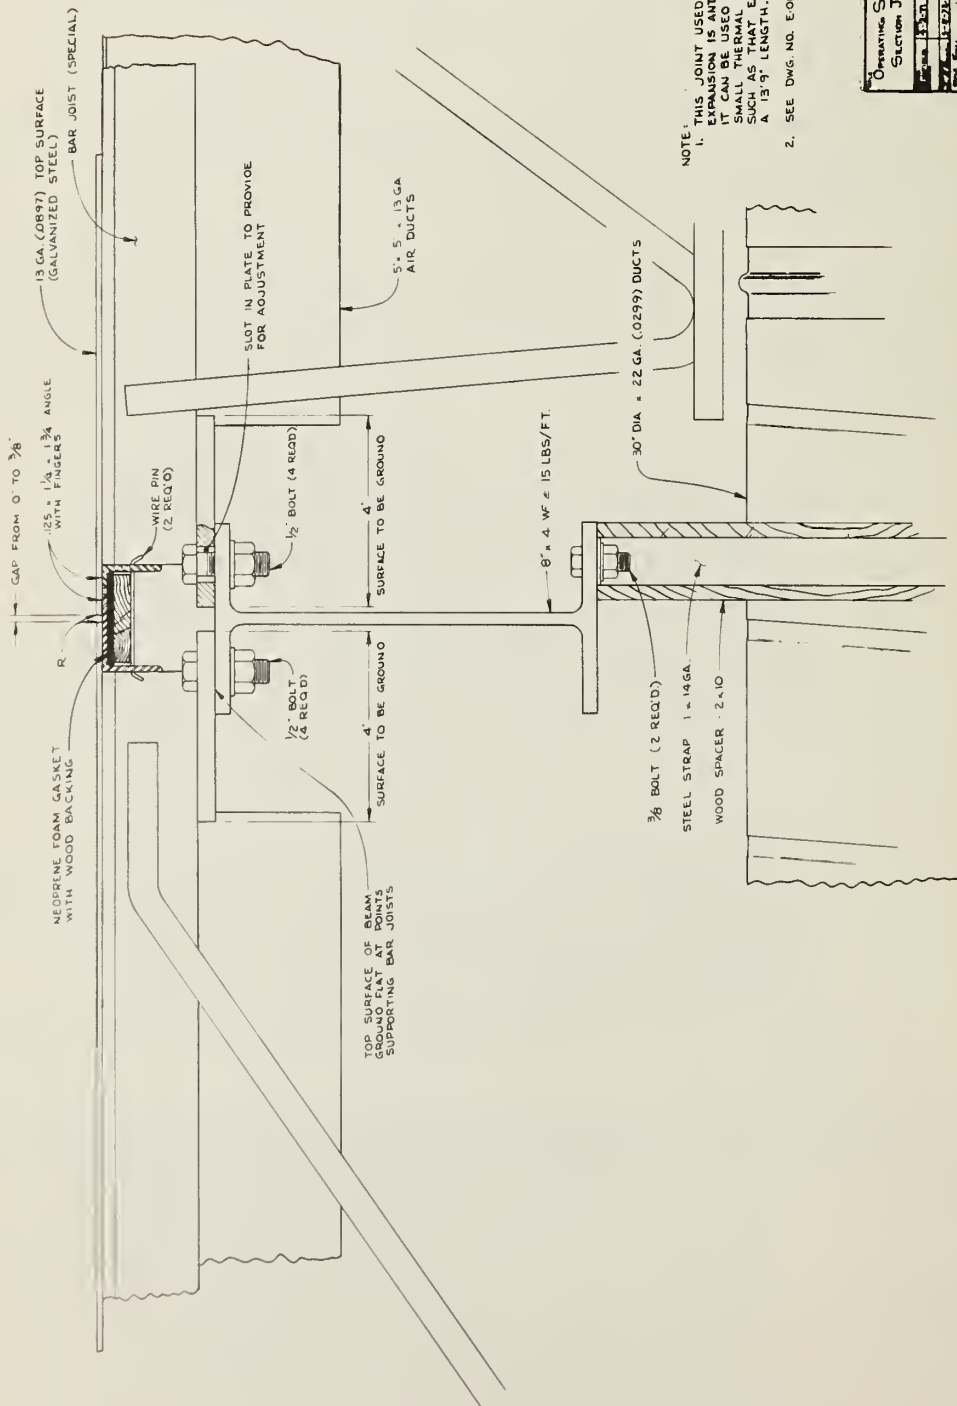 GAP FROM 0" TO 3/8"
.125 x 1 1/4 x 1 3/4 ANGLE
WITH FINGERS
13 GA. (.0897) TOP SURFACE
(GALVANIZED STEEL)
BAR JOIST (SPECIAL)
R
NEOPRENE FOAM GASKET
WITH WOOD BACKING
WIRE PIN
(2 REQ'D)
SLOT IN PLATE TO PROVIDE
FOR ADJUSTMENT
1/2" BOLT (4 REQD)
1/2" BOLT
(4 REQD)
4"
SURFACE TO BE GROUND
4"
SURFACE TO BE GROUND
5" x 5" x 13 GA
AIR DUCTS
TOP SURFACE OF BEAM
GROUND FLAT AT POINTS
SUPPORTING BAR JOISTS
8" x 4 WF @ 15 LBS/FT.
30" DIA x 22 GA. (.0299) DUCTS
3/8 BOLT (2 REQ'D.)
STEEL STRAP 1 x 14 GA.
WOOD SPACER - 2 x 10
NOTE:
1. THIS JOINT USED
EXPANSION IS ANT
IT CAN BE USED
SMALL THERMAL
SUCH AS THAT E
A 13'9" LENGTH.
2. SEE DWG. NO. E-0
OPERATING S
SECTION J